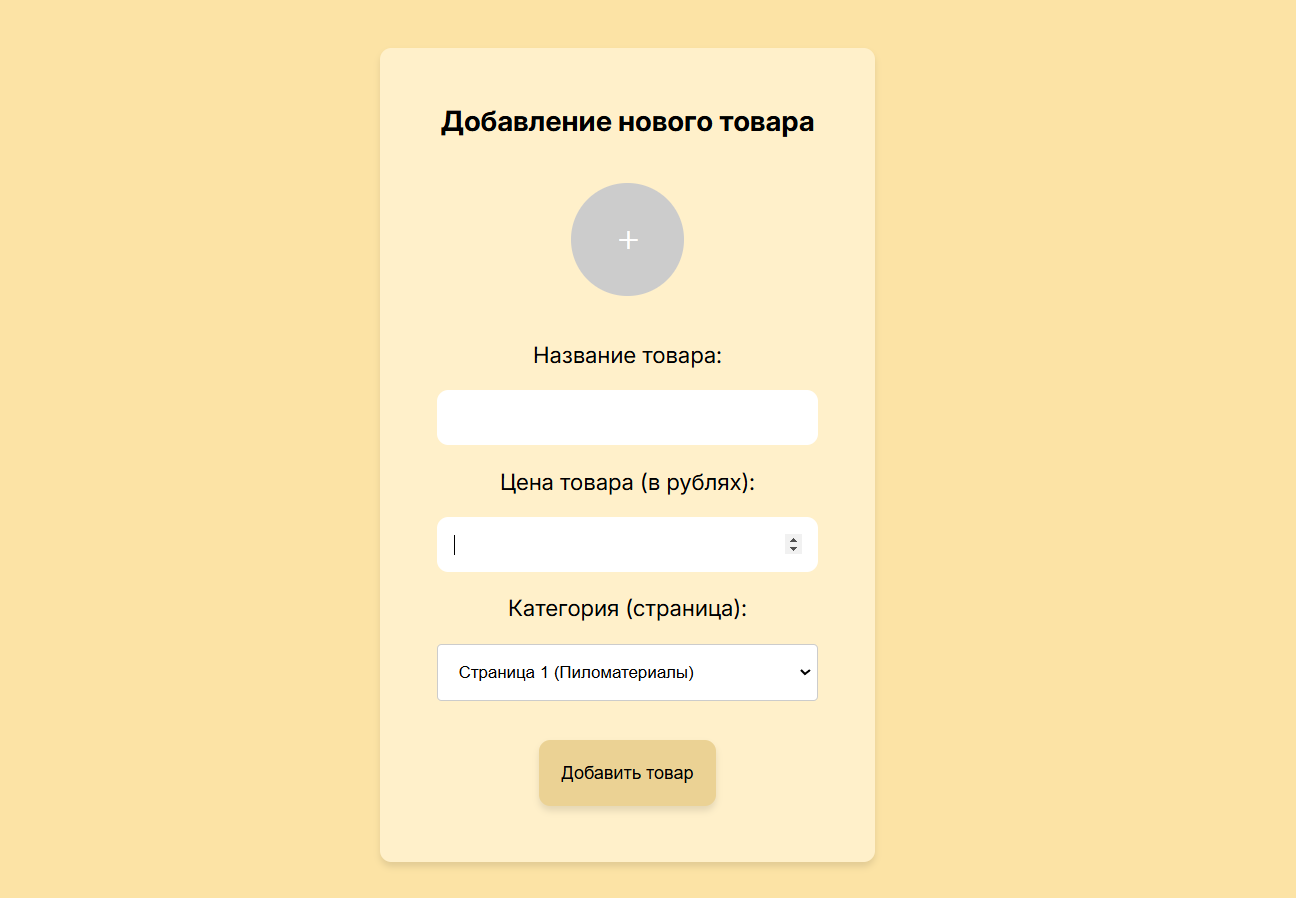 Добавление нового товара
+
Название товара:
Цена товара (в рублях):
Категория (страница):
Страница 1 (Пиломатериалы)
Добавить товар